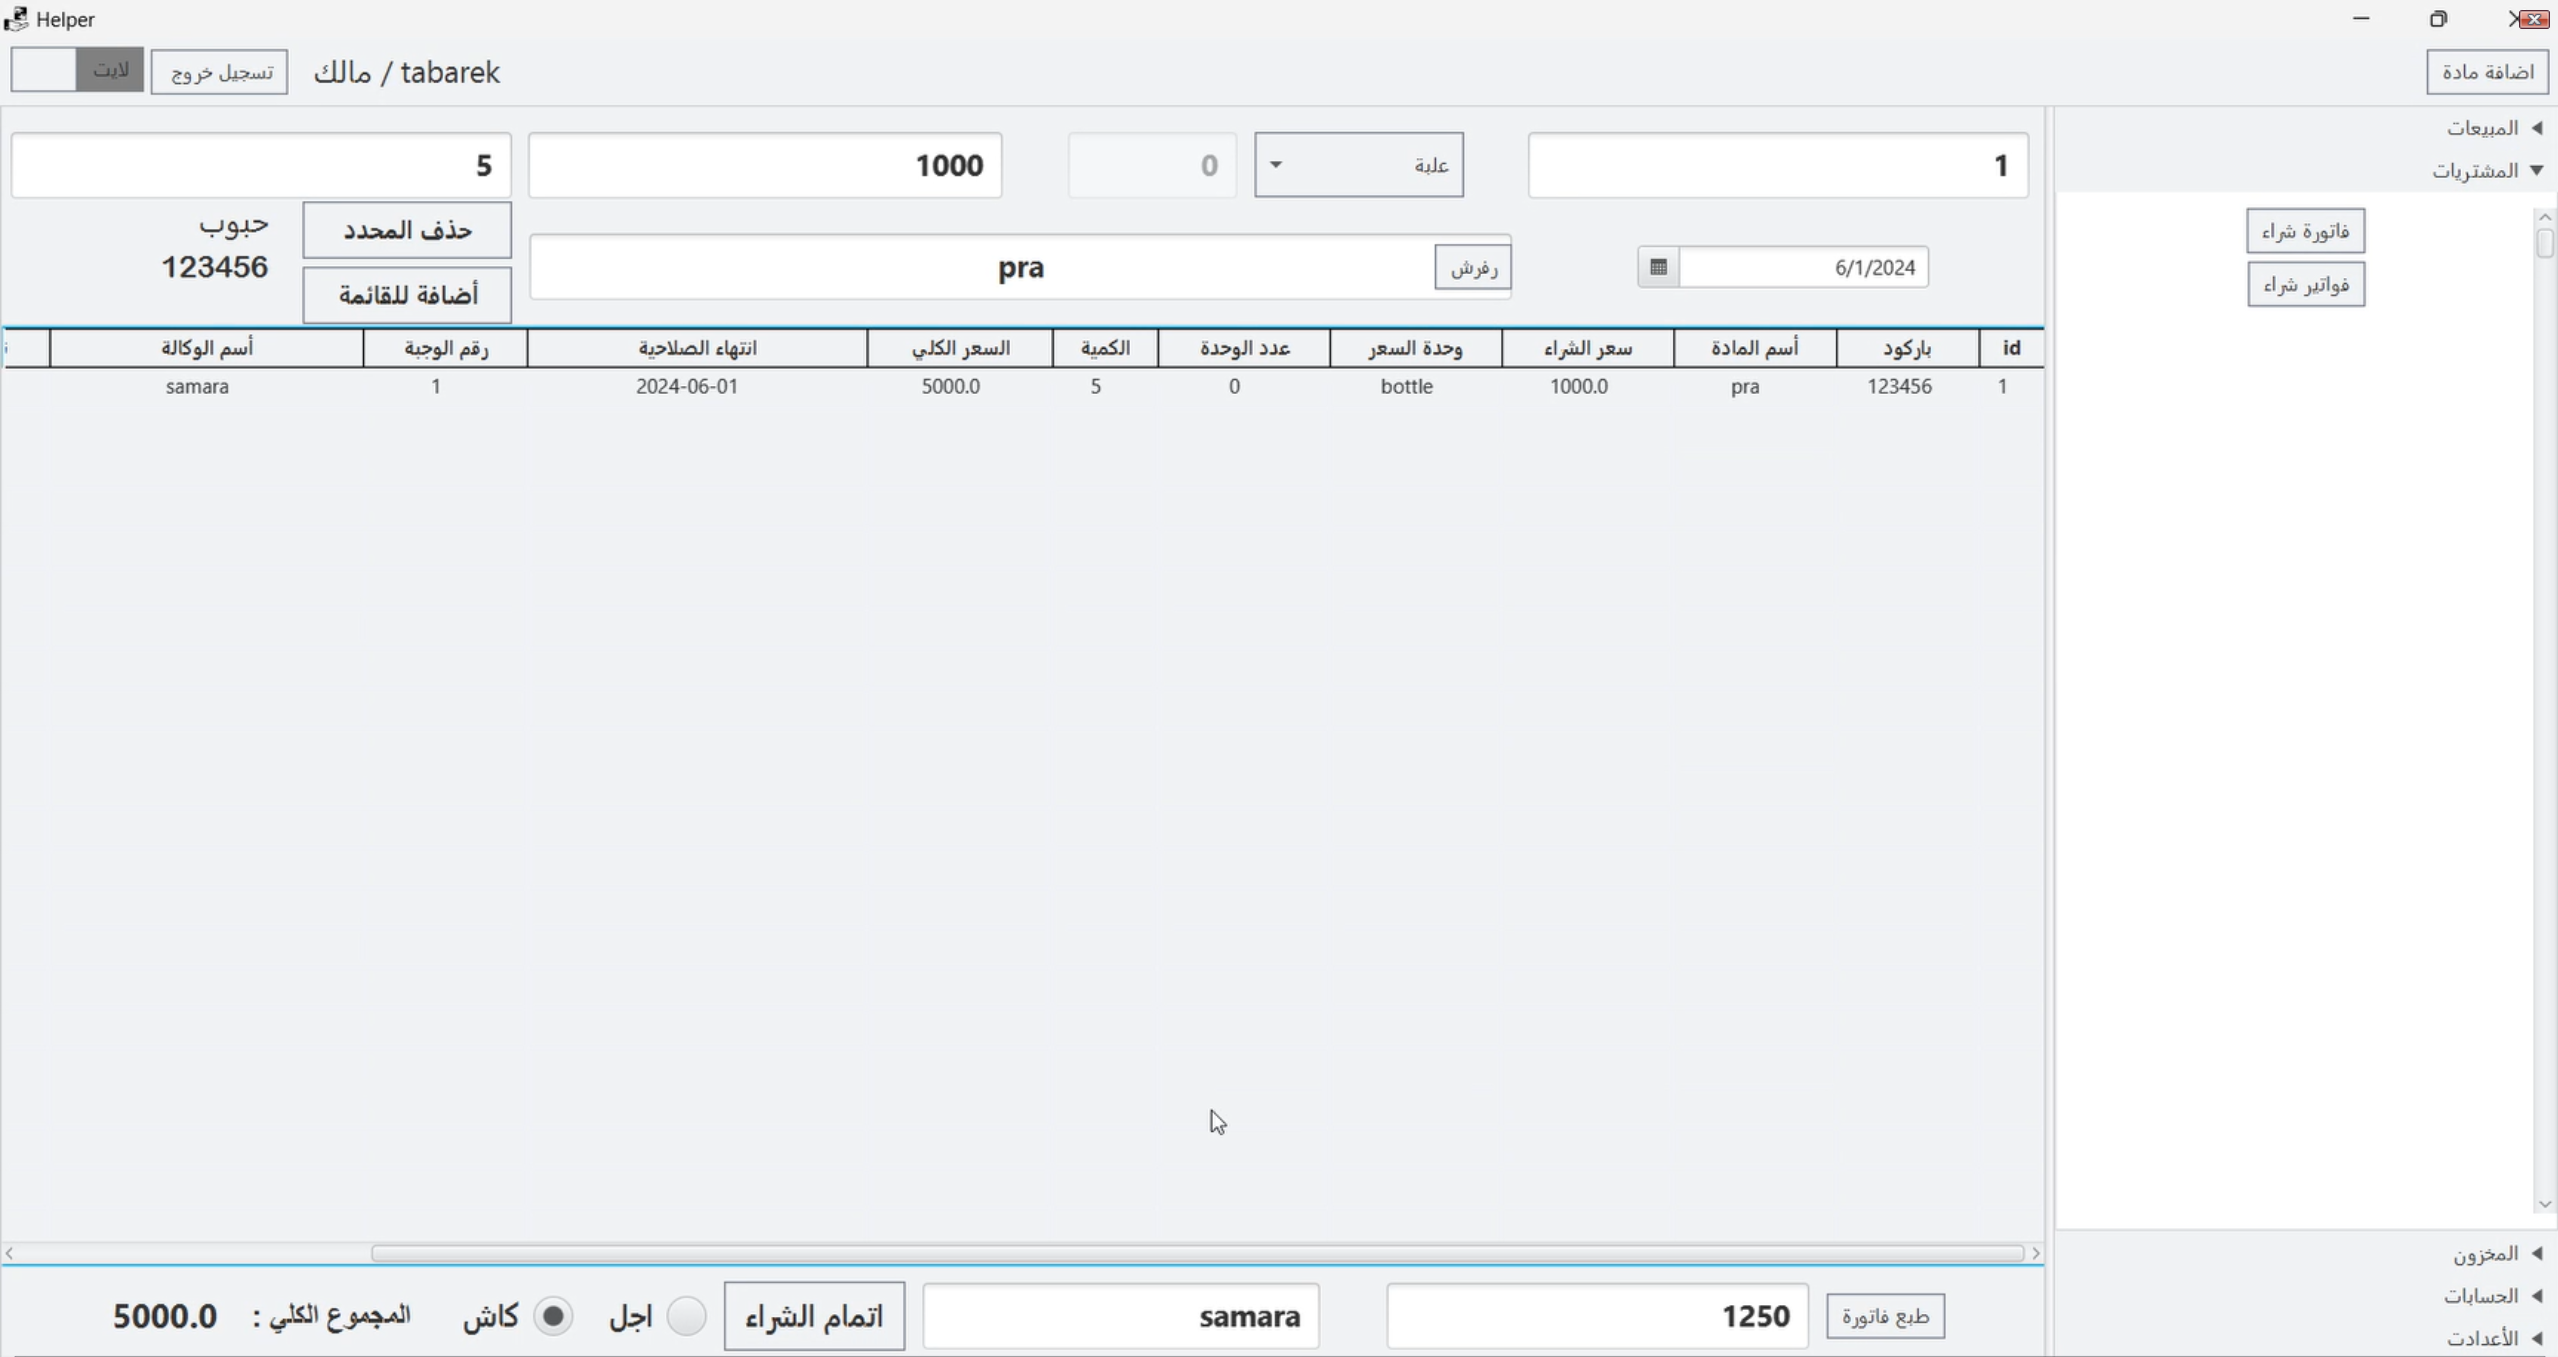 Helper
اضافة مادة
tabarek / مالك
تسجيل خروج
لايت
المبيعات
المشتريات
فاتورة شراء
فواتير شراء
المخزون
الحسابات
الأعدادت
1
علبة
0
1000
5
6/1/2024
رفرش
pra
حذف المحدد
أضافة للقائمة
حبوب
123456
id باركود أسم المادة سعر الشراء وحدة السعر عدد الوحدة الكمية السعر الكلي انتهاء الصلاحية رقم الوجبة أسم الوكالة
1 123456 pra 1000.0 bottle 0 5 5000.0 2024-06-01 1 samara
طبع فاتورة
1250
samara
اتمام الشراء
اجل
كاش
المجموع الكلي : 5000.0